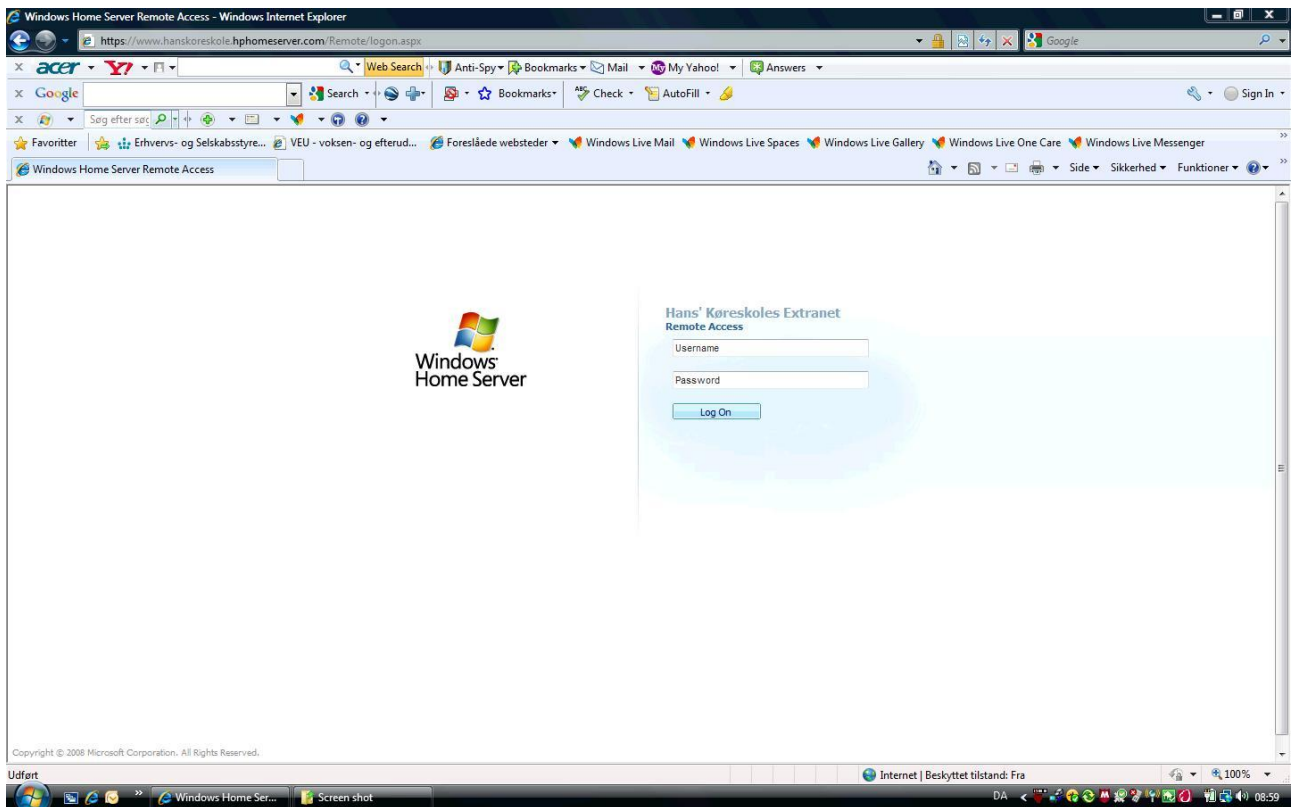 Windows Home Server Remote Access - Windows Internet Explorer
https://www.hanskoreskole.hphomeserver.com/Remote/logon.aspx
Google
x acer Y! Web Search Anti-Spy Bookmarks Mail My Yahoo! Answers
x Google Search Bookmarks ABC Check AutoFill Sign In
x Søg efter søg
Favoritter Erhvervs- og Selskabsstyre... VEU - voksen- og efterud... Foreslåede websteder Windows Live Mail Windows Live Spaces Windows Live Gallery Windows Live One Care Windows Live Messenger
Windows Home Server Remote Access Side Sikkerhed Funktioner
Windows
Home Server
Hans' Køreskoles Extranet
Remote Access
Username
Password
Log On
Copyright © 2008 Microsoft Corporation. All Rights Reserved.
Udført Internet | Beskyttet tilstand: Fra 100%
Windows Home Ser... Screen shot DA 08:59